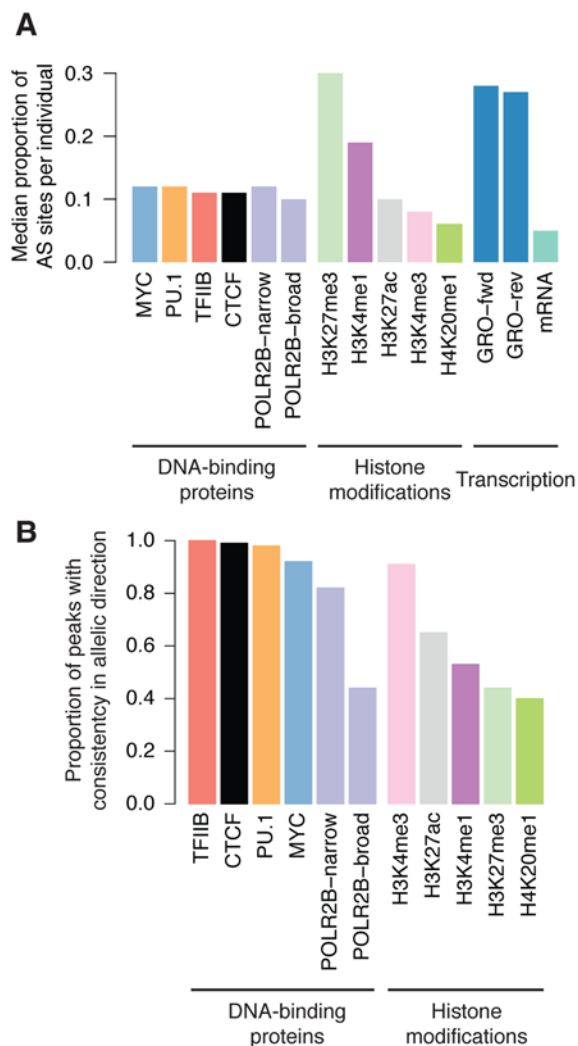 A
Median proportion of
AS sites per individual
0.3
0.2
0.1
0.0
MYC
PU.1
TFIIB
CTCF
POLR2B−narrow
POLR2B−broad
H3K27me3
H3K4me1
H3K27ac
H3K4me3
H4K20me1
GRO−fwd
GRO−rev
mRNA
DNA-binding
proteins
Histone
modifications
Transcription
B
Proportion of peaks with
consistentcy in allelic direction
1.0
0.8
0.6
0.4
0.2
0.0
TFIIB
CTCF
PU.1
MYC
POLR2B−narrow
POLR2B−broad
H3K4me3
H3K27ac
H3K4me1
H3K27me3
H4K20me1
DNA-binding
proteins
Histone
modifications